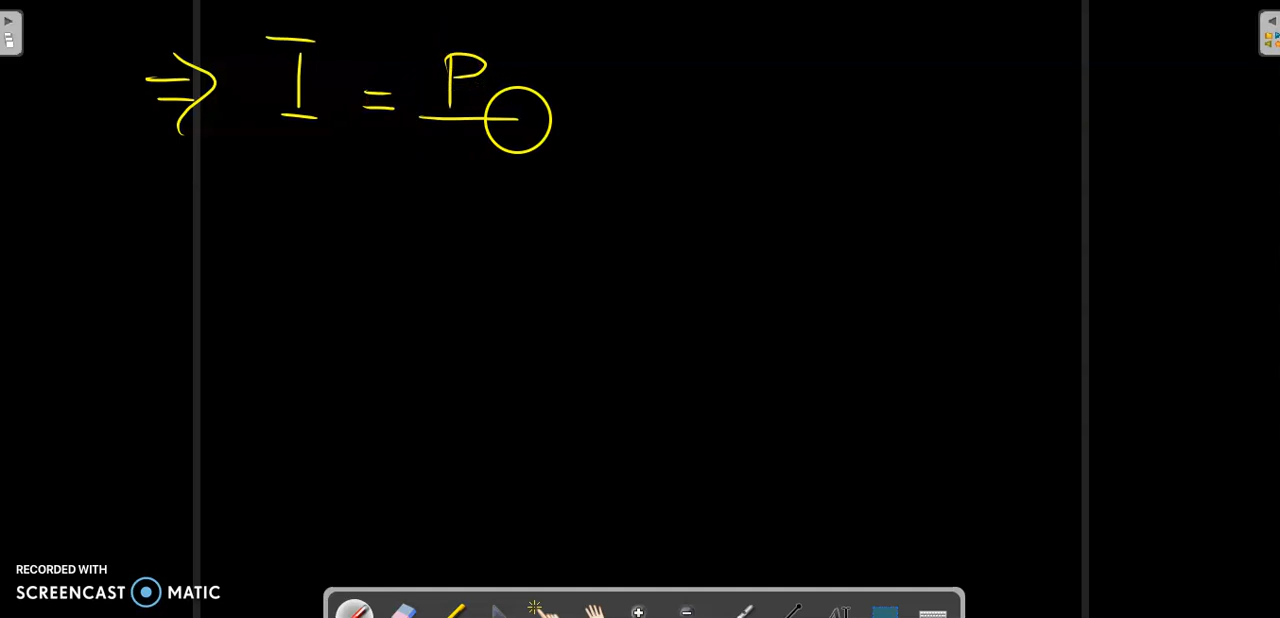 ⇒ I = P
RECORDED WITH
SCREENCAST MATIC